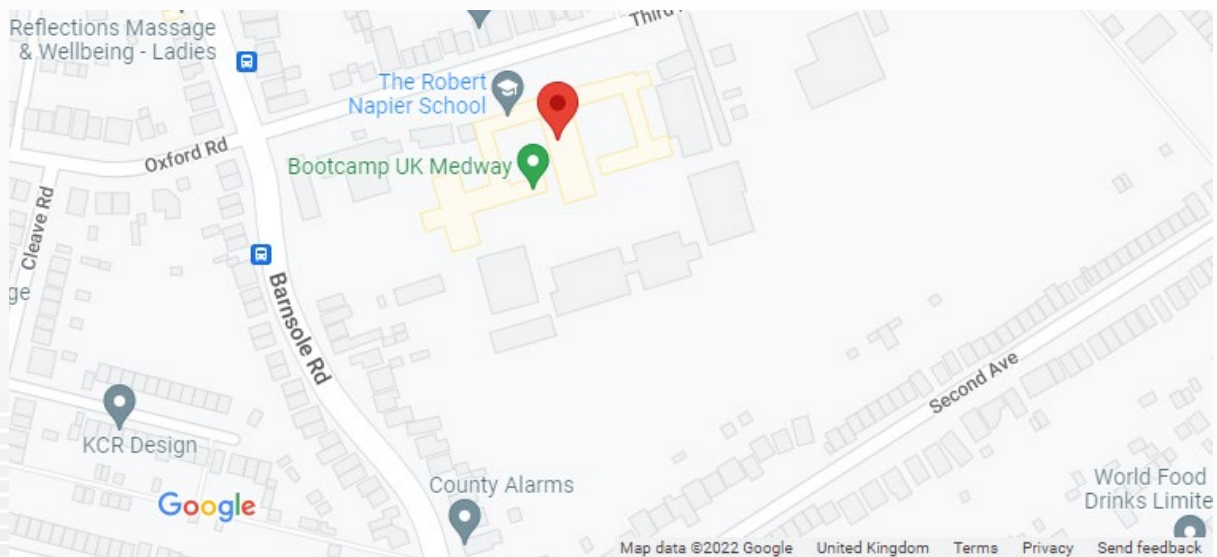 Reflections Massage
& Wellbeing - Ladies
Third
The Robert
Napier School
Oxford Rd
Bootcamp UK Medway
Cleave Rd
ge
Barnsole Rd
Second Ave
KCR Design
County Alarms
World Food
Drinks Limite
Google
Map data ©2022 Google United Kingdom Terms Privacy Send feedback